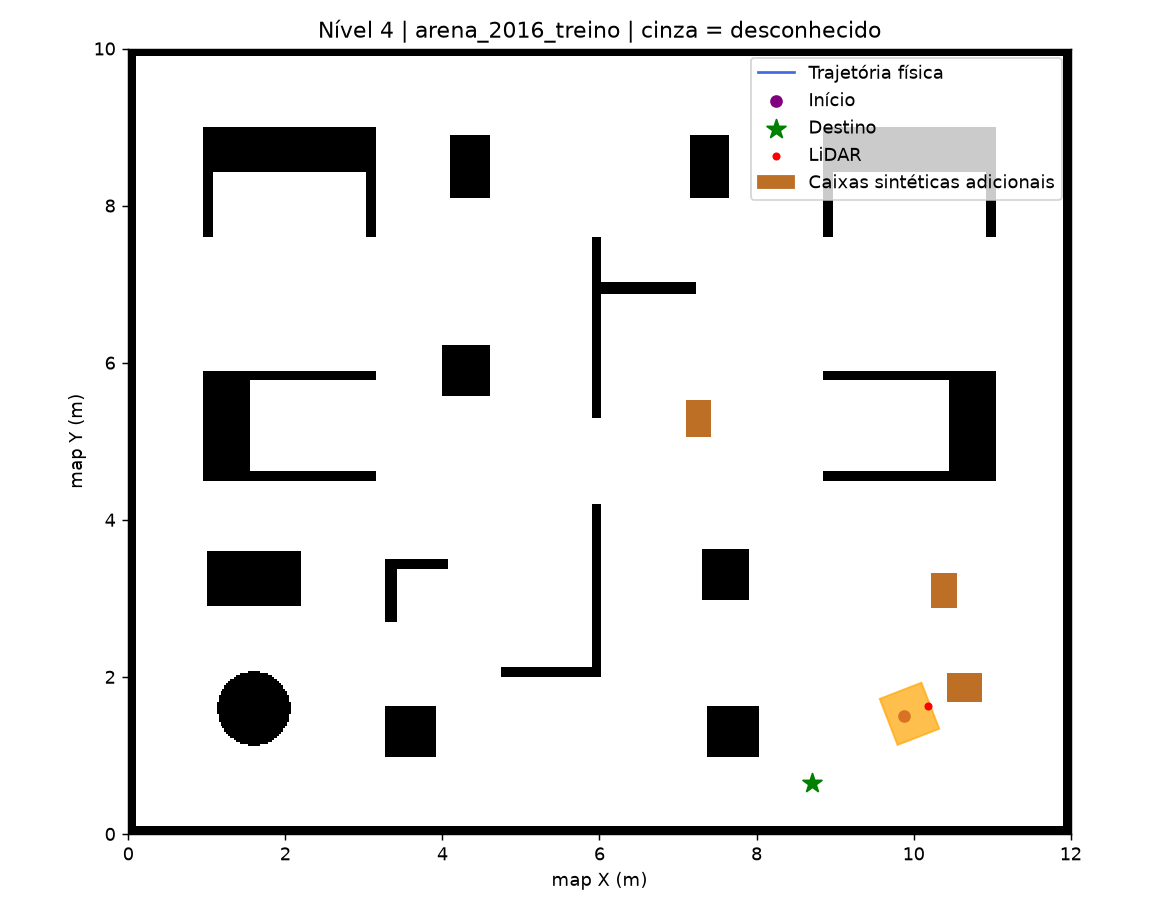 Nível 4 | arena_2016_treino | cinza = desconhecido
Trajetória física
Início
Destino
LiDAR
Caixas sintéticas adicionais
10
8
6
4
2
0
map Y (m)
0 2 4 6 8 10 12
map X (m)